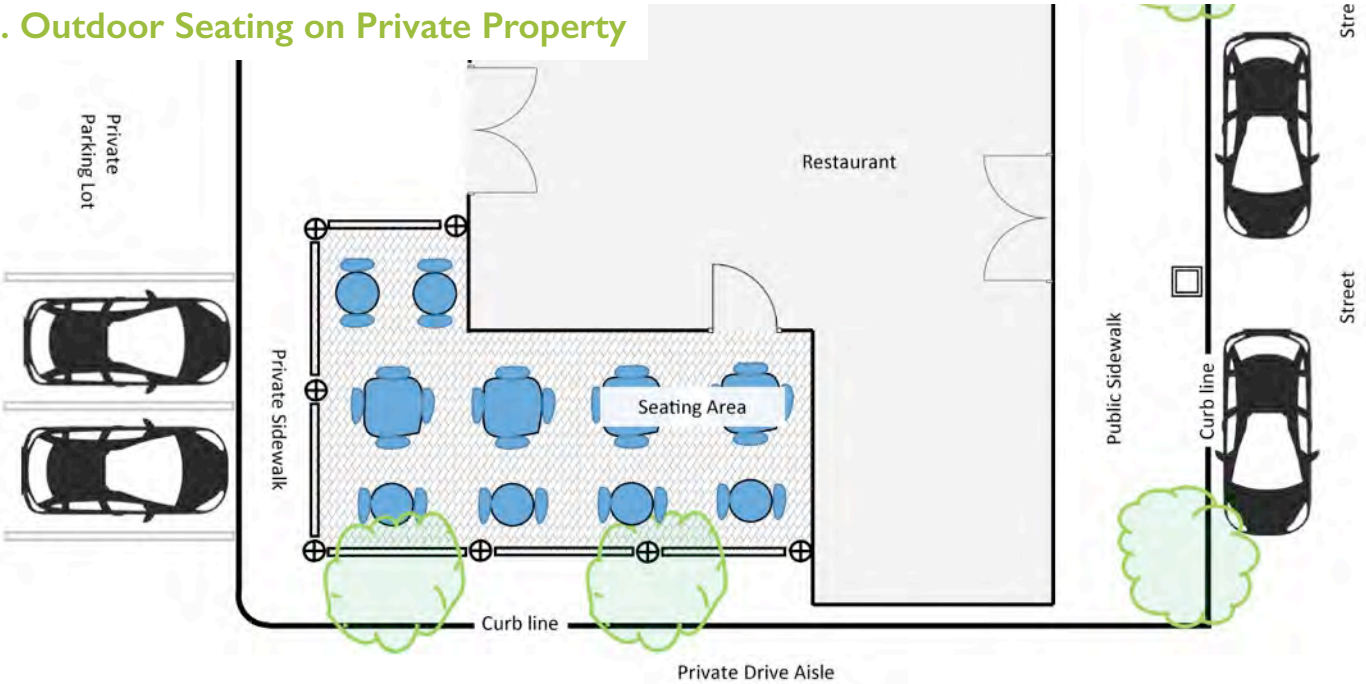 . Outdoor Seating on Private Property
Stre
Private
Parking Lot
Restaurant
Street
Public Sidewalk
Private Sidewalk
Curb line
Seating Area
Curb line
Private Drive Aisle